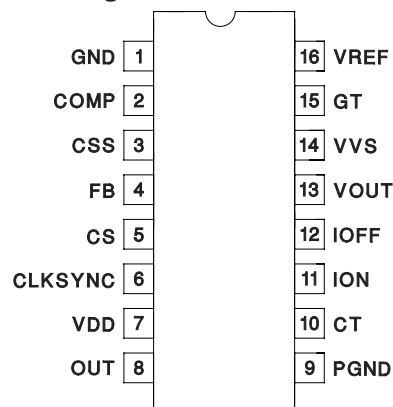 GND 1 16 VREF
COMP 2 15 GT
CSS 3 14 VVS
FB 4 13 VOUT
CS 5 12 IOFF
CLKSYNC 6 11 ION
VDD 7 10 CT
OUT 8 9 PGND